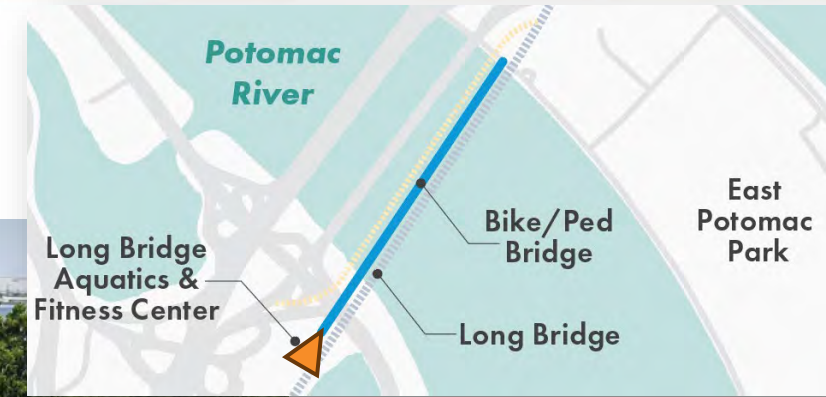 Potomac
River
East
Potomac
Park
Bike/Ped
Bridge
Long Bridge
Aquatics &
Fitness Center
Long Bridge